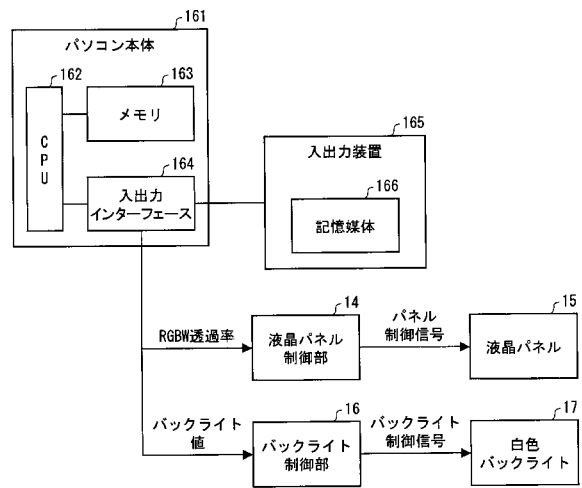 161
パソコン本体
162
163
CPU
メモリ
164
入出力
インターフェース
165
入出力装置
166
記憶媒体
RGBW透過率
14
液晶パネル
制御部
パネル
制御信号
15
液晶パネル
バックライト
値
16
バックライト
制御部
バックライト
制御信号
17
白色
バックライト